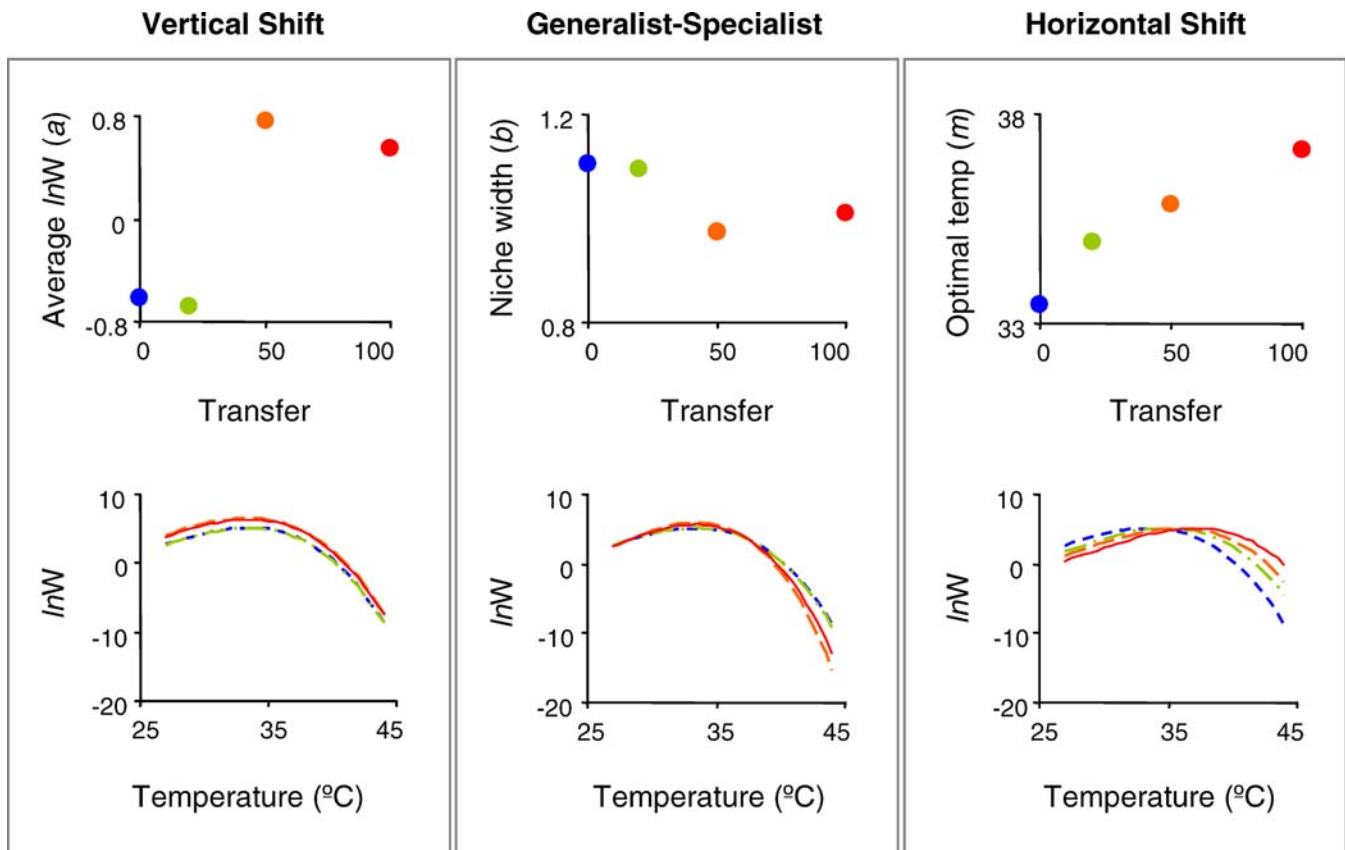 Vertical Shift
Average lnW (a)
0.8
0
-0.8
0 50 100
Transfer
10
0
-10
-20
lnW
25 35 45
Temperature (ºC)
Generalist-Specialist
Niche width (b)
1.2
0.8
0 50 100
Transfer
10
0
-10
-20
lnW
25 35 45
Temperature (ºC)
Horizontal Shift
Optimal temp (m)
38
33
0 50 100
Transfer
10
0
-10
-20
lnW
25 35 45
Temperature (ºC)